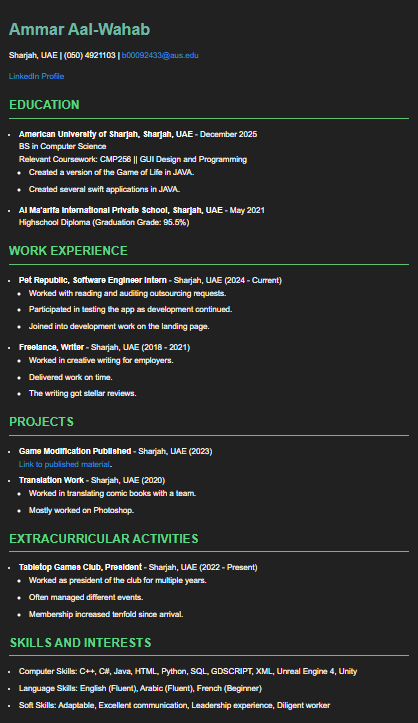 Ammar Aal-Wahab
Sharjah, UAE | (050) 4921103 | b00092433@aus.edu
LinkedIn Profile
EDUCATION
American University of Sharjah, Sharjah, UAE - December 2025
BS in Computer Science
Relevant Coursework: CMP256 || GUI Design and Programming
Created a version of the Game of Life in JAVA.
Created several swift applications in JAVA.
Al Ma'arifa International Private School, Sharjah, UAE - May 2021
Highschool Diploma (Graduation Grade: 95.5%)
WORK EXPERIENCE
Pet Republic, Software Engineer Intern - Sharjah, UAE (2024 - Current)
Worked with reading and auditing outsourcing requests.
Participated in testing the app as development continued.
Joined into development work on the landing page.
Freelance, Writer - Sharjah, UAE (2018 - 2021)
Worked in creative writing for employers.
Delivered work on time.
The writing got stellar reviews.
PROJECTS
Game Modification Published - Sharjah, UAE (2023)
Link to published material.
Translation Work - Sharjah, UAE (2020)
Worked in translating comic books with a team.
Mostly worked on Photoshop.
EXTRACURRICULAR ACTIVITIES
Tabletop Games Club, President - Sharjah, UAE (2022 - Present)
Worked as president of the club for multiple years.
Often managed different events.
Membership increased tenfold since arrival.
SKILLS AND INTERESTS
Computer Skills: C++, C#, Java, HTML, Python, SQL, GDSCRIPT, XML, Unreal Engine 4, Unity
Language Skills: English (Fluent), Arabic (Fluent), French (Beginner)
Soft Skills: Adaptable, Excellent communication, Leadership experience, Diligent worker